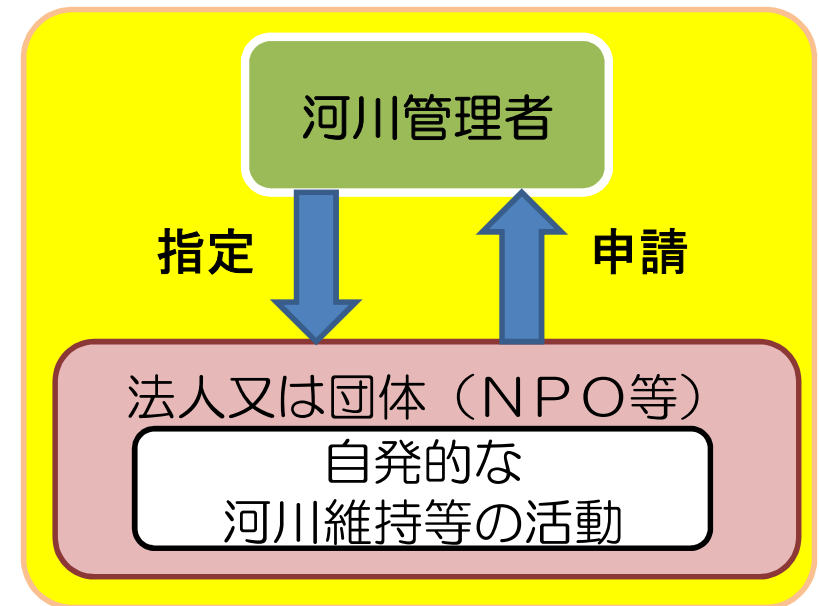 河川管理者
指定
申請
法人又は団体（ＮＰＯ等）
自発的な
河川維持等の活動